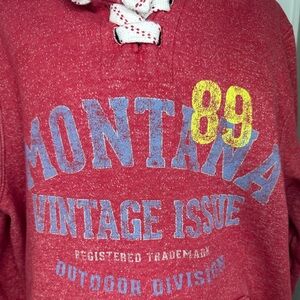 89
MONTANA
VINTAGE ISSUE
REGISTERED TRADEMARK
OUTDOOR DIVISION